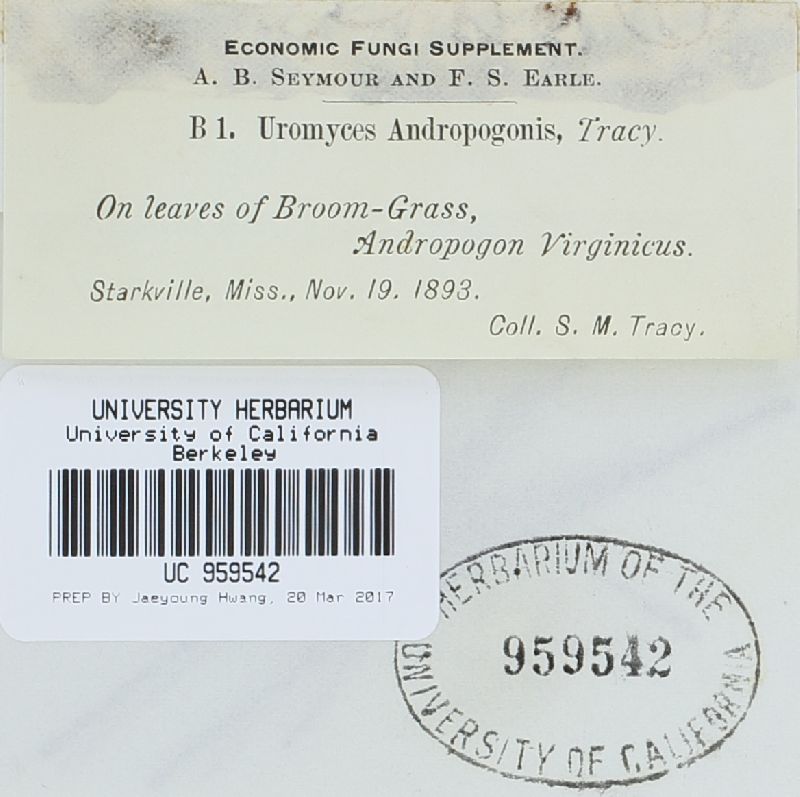 ECONOMIC FUNGI SUPPLEMENT.
A. B. SEYMOUR AND F. S. EARLE.
B 1. Uromyces Andropogonis, Tracy.
On leaves of Broom-Grass,
Andropogon Virginicus.
Starkville, Miss., Nov. 19. 1893.
Coll. S. M. Tracy.
UNIVERSITY HERBARIUM
University of California
Berkeley
UC 959542
PREP BY Jaeyoung Hwang, 20 Mar 2017
HERBARIUM OF THE
959542
UNIVERSITY OF CALIFORNIA